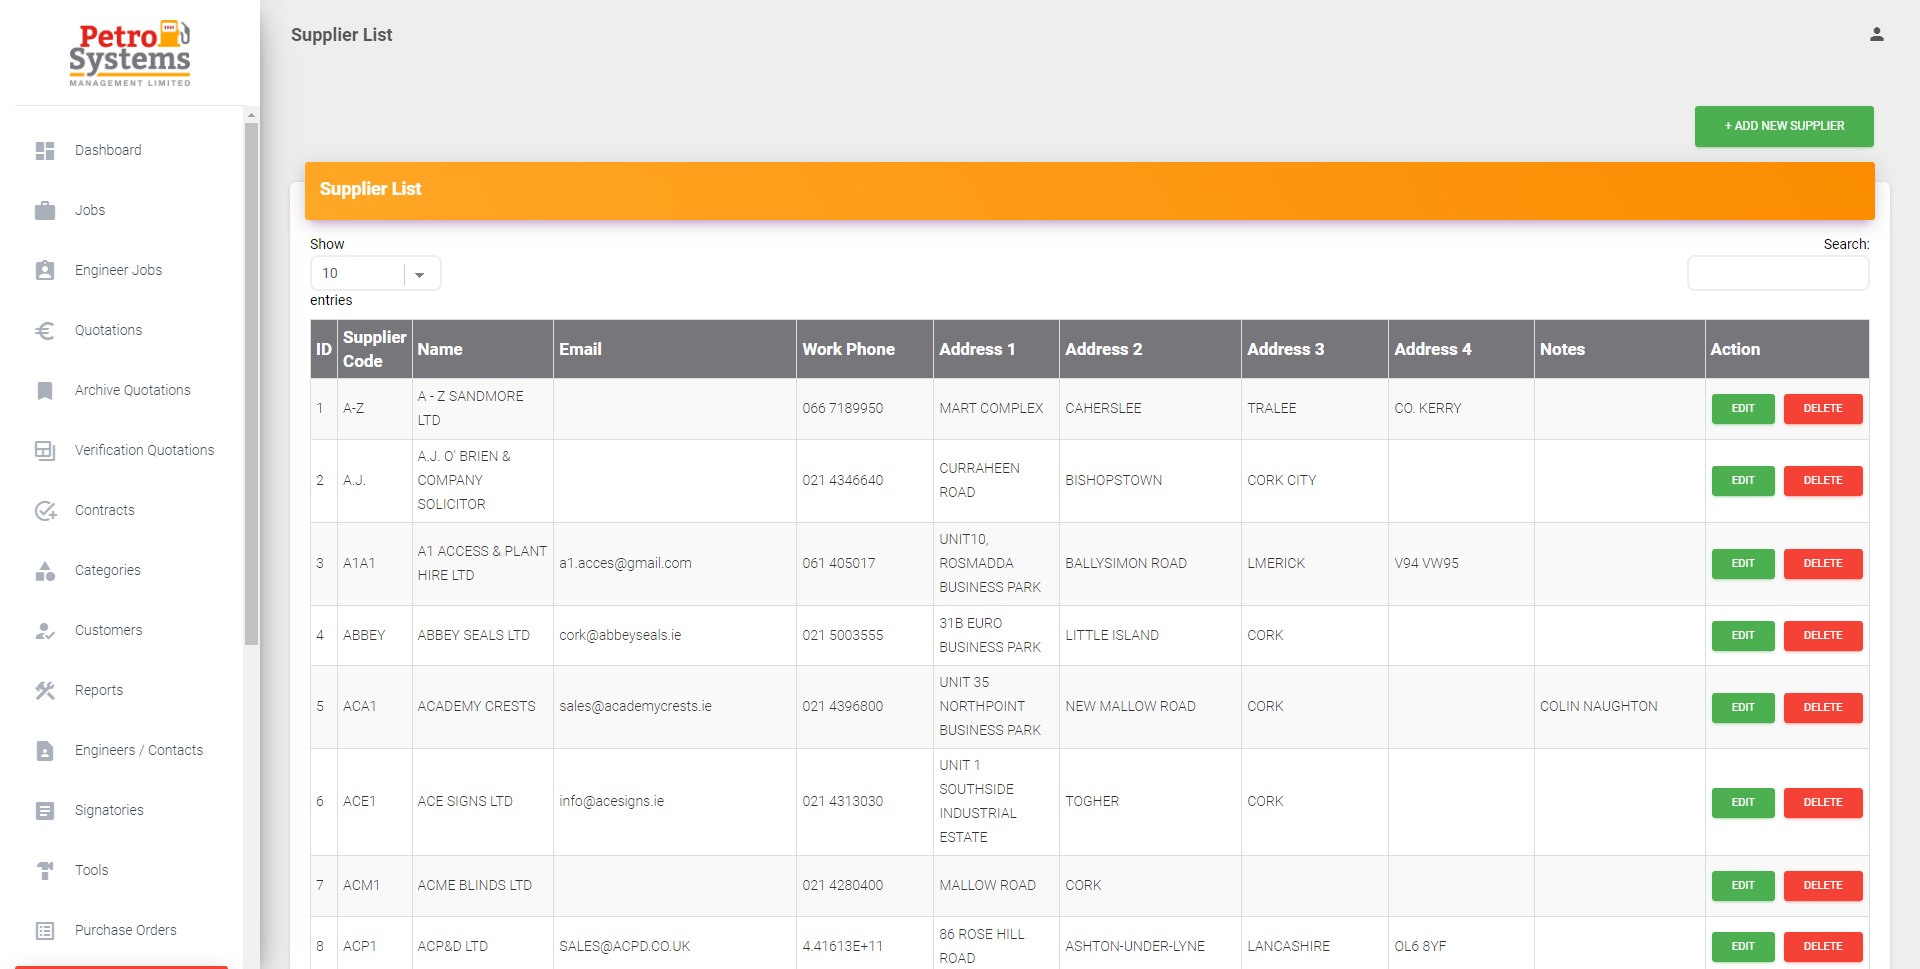 Petro
Systems
MANAGEMENT LIMITED
Dashboard
Jobs
Engineer Jobs
Quotations
Archive Quotations
Verification Quotations
Contracts
Categories
Customers
Reports
Engineers / Contacts
Signatories
Tools
Purchase Orders
Supplier List
+ ADD NEW SUPPLIER
Supplier List
Show
10
entries
Search:
ID Supplier Code Name Email Work Phone Address 1 Address 2 Address 3 Address 4 Notes Action
1 A-Z A - Z SANDMORE LTD 066 7189950 MART COMPLEX CAHERSLEE TRALEE CO. KERRY EDIT DELETE
2 A.J. A.J. O' BRIEN & COMPANY SOLICITOR 021 4346640 CURRAHEEN ROAD BISHOPSTOWN CORK CITY EDIT DELETE
3 A1A1 A1 ACCESS & PLANT HIRE LTD a1.acces@gmail.com 061 405017 UNIT10, ROSMADDA BUSINESS PARK BALLYSIMON ROAD LMERICK V94 VW95 EDIT DELETE
4 ABBEY ABBEY SEALS LTD cork@abbeyseals.ie 021 5003555 31B EURO BUSINESS PARK LITTLE ISLAND CORK EDIT DELETE
5 ACA1 ACADEMY CRESTS sales@academycrests.ie 021 4396800 UNIT 35 NORTHPOINT BUSINESS PARK NEW MALLOW ROAD CORK COLIN NAUGHTON EDIT DELETE
6 ACE1 ACE SIGNS LTD info@acesigns.ie 021 4313030 UNIT 1 SOUTHSIDE INDUSTRIAL ESTATE TOGHER CORK EDIT DELETE
7 ACM1 ACME BLINDS LTD 021 4280400 MALLOW ROAD CORK EDIT DELETE
8 ACP1 ACP&D LTD SALES@ACPD.CO.UK 4.41613E+11 86 ROSE HILL ROAD ASHTON-UNDER-LYNE LANCASHIRE OL6 8YF EDIT DELETE